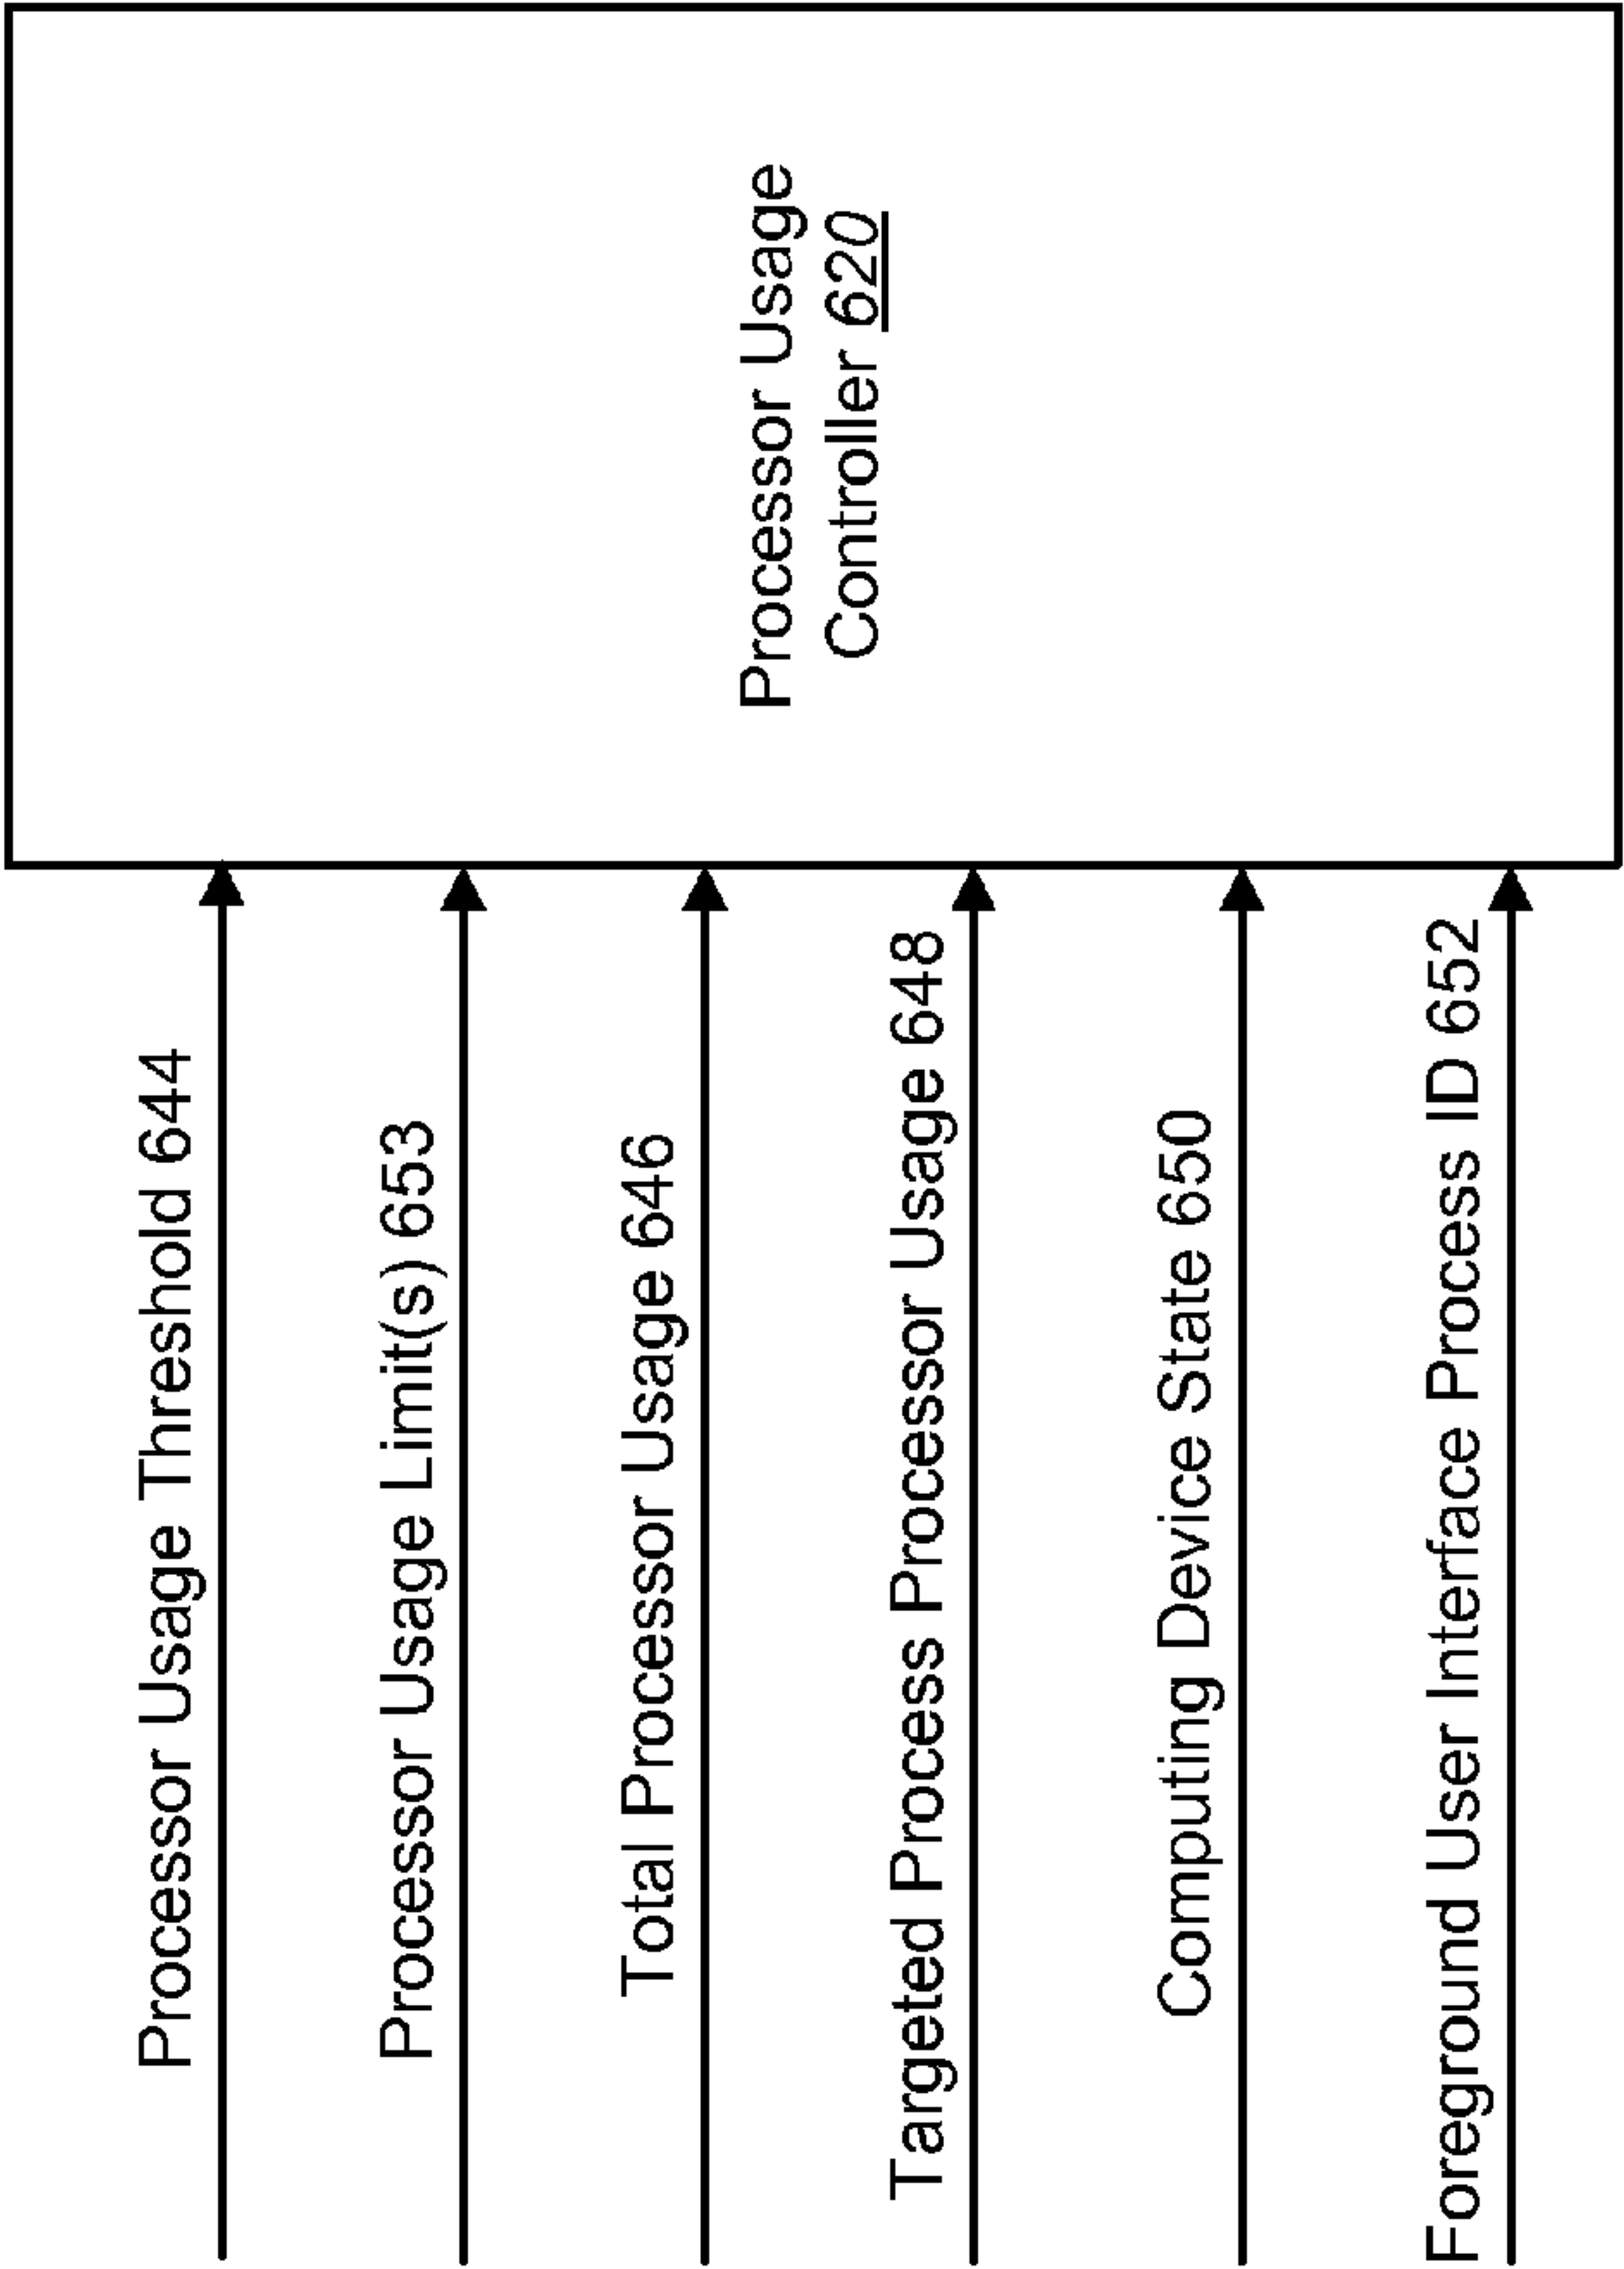 Processor Usage Threshold 644
Processor Usage Limit(s) 653
Total Processor Usage 646
Targeted Process Processor Usage 648
Computing Device State 650
Foreground User Interface Process ID 652
Processor Usage
Controller 620